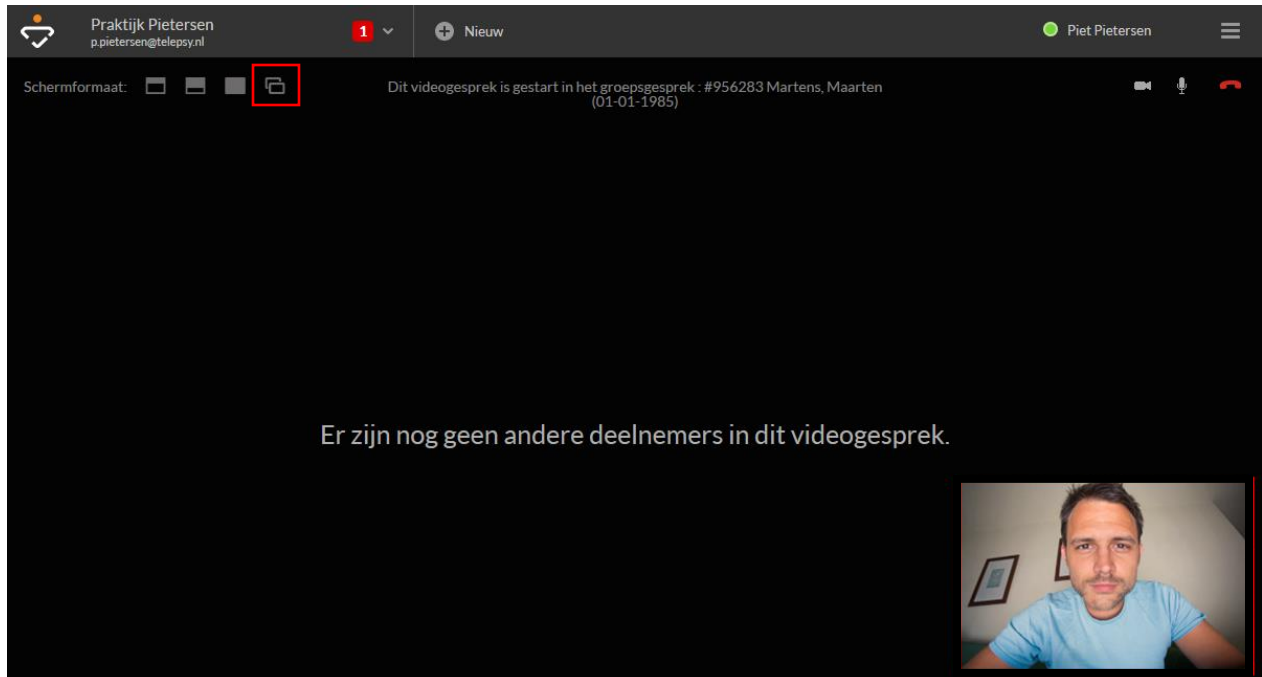 Praktijk Pietersen
p.pietersen@telepsy.nl
1
Nieuw
Piet Pietersen
Schermformaat:
Dit videogesprek is gestart in het groepsgesprek : #956283 Martens, Maarten
(01-01-1985)
Er zijn nog geen andere deelnemers in dit videogesprek.